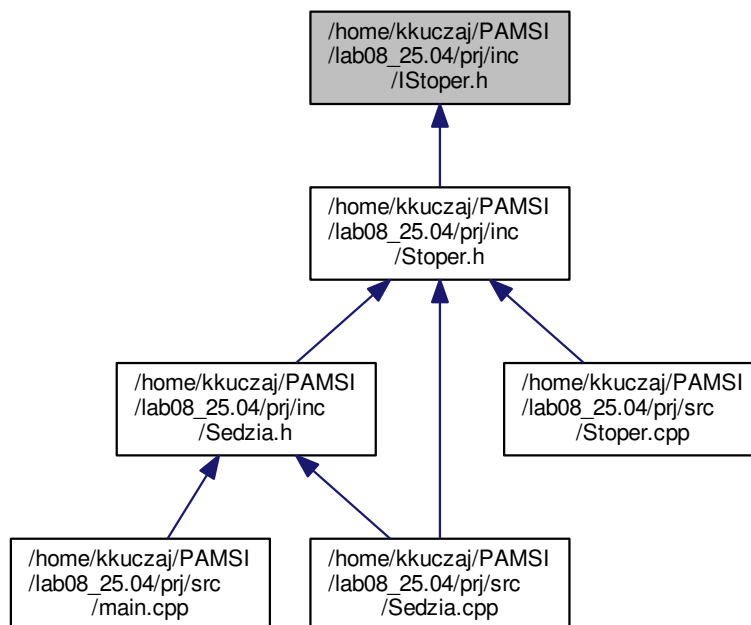 /home/kkuczaj/PAMSI
/lab08_25.04/prj/inc
/IStoper.h
/home/kkuczaj/PAMSI
/lab08_25.04/prj/inc
/Stoper.h
/home/kkuczaj/PAMSI
/lab08_25.04/prj/inc
/Sedzia.h
/home/kkuczaj/PAMSI
/lab08_25.04/prj/src
/Stoper.cpp
/home/kkuczaj/PAMSI
/lab08_25.04/prj/src
/main.cpp
/home/kkuczaj/PAMSI
/lab08_25.04/prj/src
/Sedzia.cpp